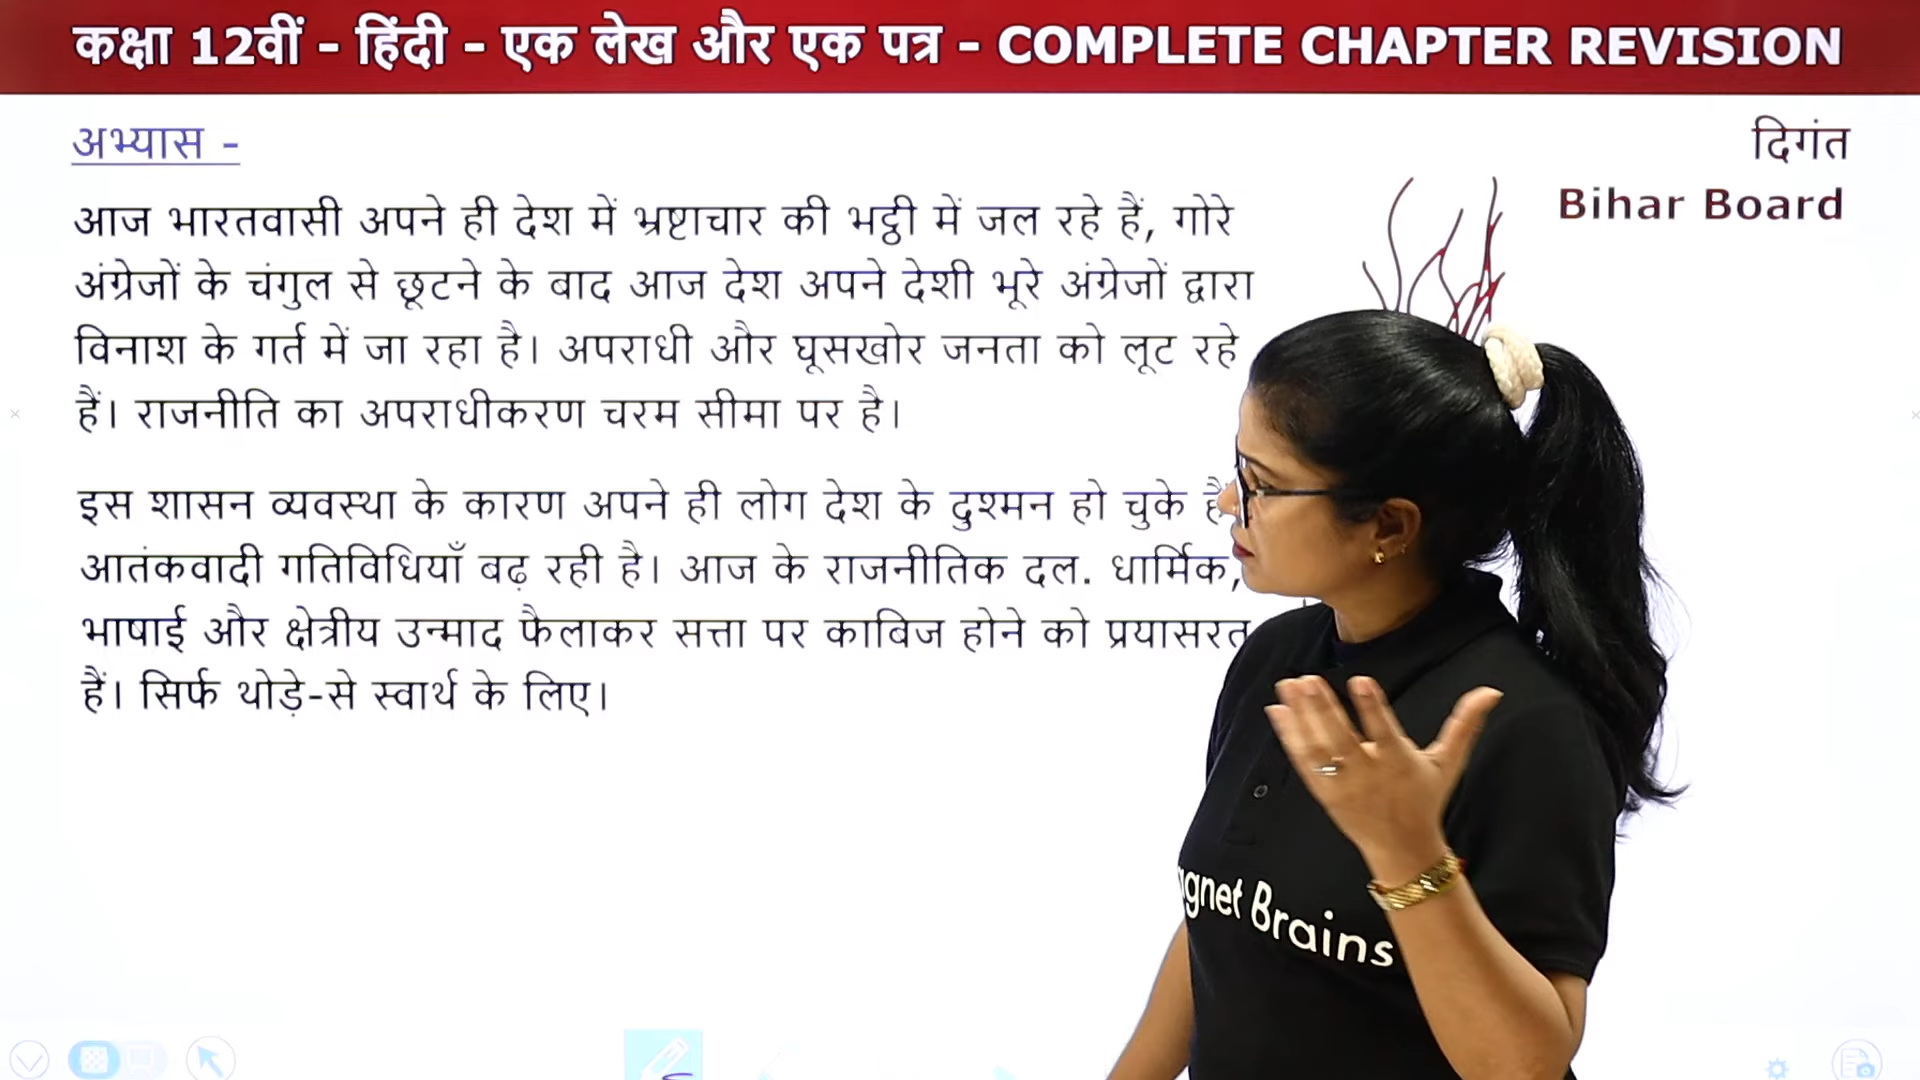 कक्षा 12वीं - हिंदी - एक लेख और एक पत्र - COMPLETE CHAPTER REVISION
अभ्यास -
दिगंत
Bihar Board
आज भारतवासी अपने ही देश में भ्रष्टाचार की भट्ठी में जल रहे हैं, गोरे
अंग्रेजों के चंगुल से छूटने के बाद आज देश अपने देशी भूरे अंग्रेजों द्वारा
विनाश के गर्त में जा रहा है। अपराधी और घूसखोर जनता को लूट रहे
हैं। राजनीति का अपराधीकरण चरम सीमा पर है।
इस शासन व्यवस्था के कारण अपने ही लोग देश के दुश्मन हो चुके
आतंकवादी गतिविधियाँ बढ़ रही है। आज के राजनीतिक दल. धार्मिक,
भाषाई और क्षेत्रीय उन्माद फैलाकर सत्ता पर काबिज होने को प्रयासरत
हैं। सिर्फ थोड़े-से स्वार्थ के लिए।
gnet Brains